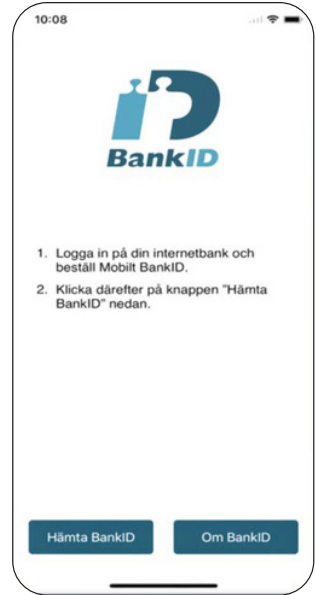 10:08
BankID
1. Logga in på din internetbank och
beställ Mobilt BankID.
2. Klicka därefter på knappen "Hämta
BankID" nedan.
Hämta BankID
Om BankID